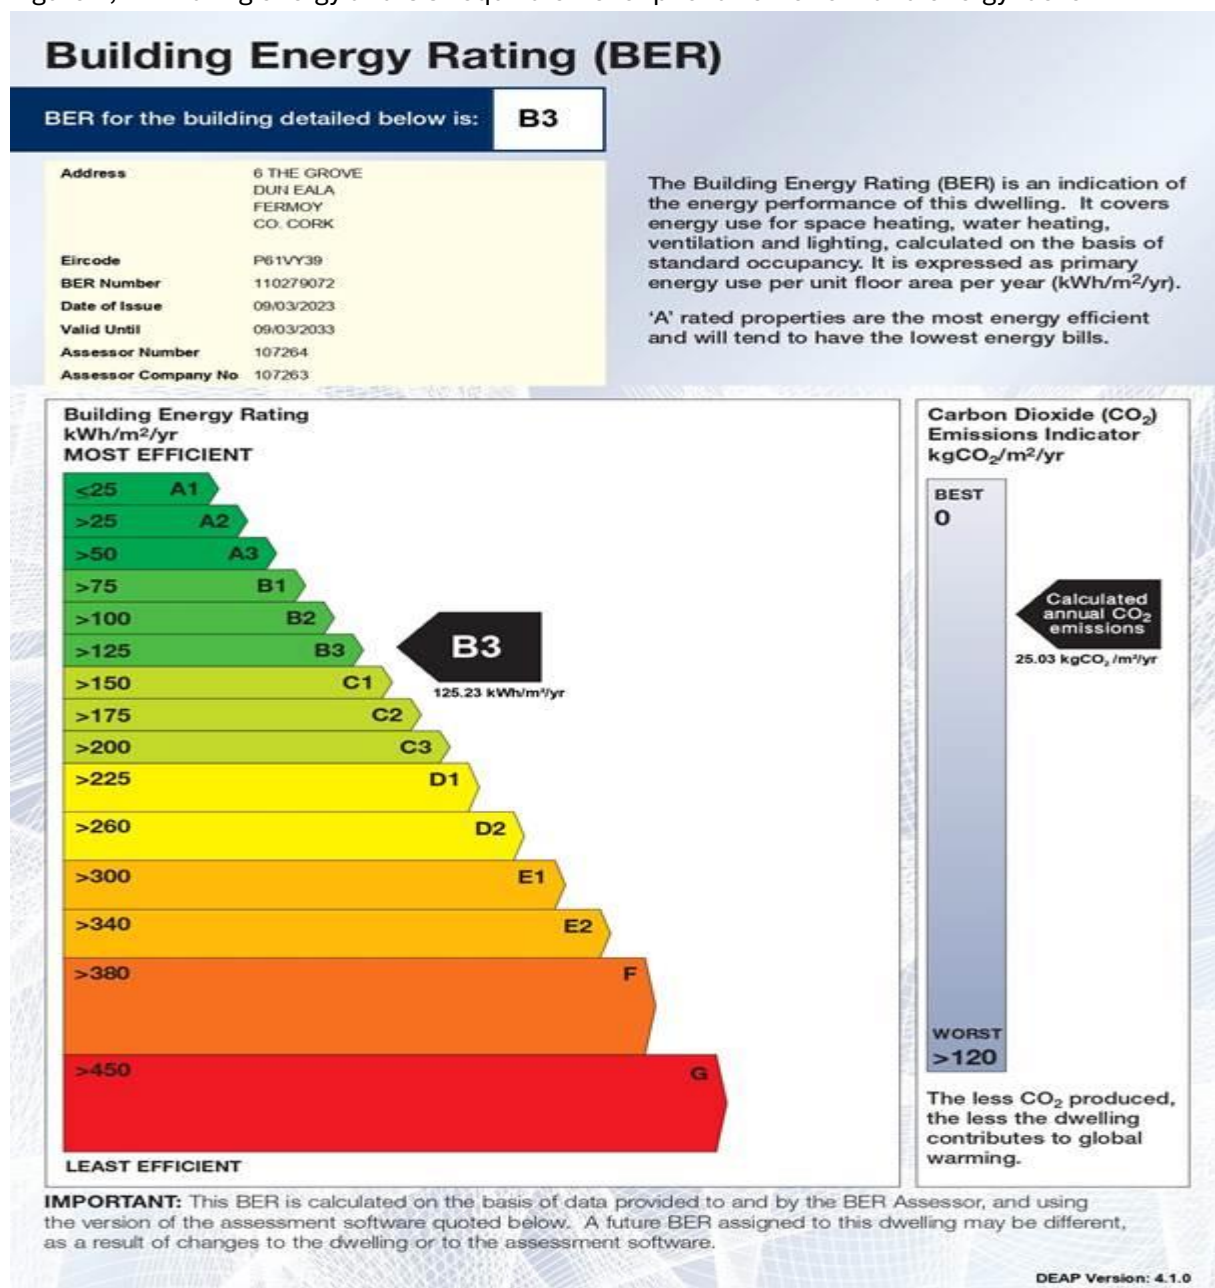 Building Energy Rating (BER)
BER for the building detailed below is: B3
Address 6 THE GROVE
DUN EALA
FERMOY
CO. CORK
Eircode P61VY39
BER Number 110279072
Date of Issue 09/03/2023
Valid Until 09/03/2033
Assessor Number 107264
Assessor Company No 107263
The Building Energy Rating (BER) is an indication of
the energy performance of this dwelling. It covers
energy use for space heating, water heating,
ventilation and lighting, calculated on the basis of
standard occupancy. It is expressed as primary
energy use per unit floor area per year (kWh/m²/yr).
'A' rated properties are the most energy efficient
and will tend to have the lowest energy bills.
Building Energy Rating
kWh/m²/yr
MOST EFFICIENT
≤25 A1
>25 A2
>50 A3
>75 B1
>100 B2
>125 B3
>150 C1
>175 C2
>200 C3
>225 D1
>260 D2
>300 E1
>340 E2
>380 F
>450 G
LEAST EFFICIENT
B3
125.23 kWh/m²/yr
Carbon Dioxide (CO₂)
Emissions Indicator
kgCO₂/m²/yr
BEST
0
Calculated
annual CO₂
emissions
25.03 kgCO₂ /m²/yr
WORST
>120
The less CO₂ produced,
the less the dwelling
contributes to global
warming.
IMPORTANT: This BER is calculated on the basis of data provided to and by the BER Assessor, and using
the version of the assessment software quoted below. A future BER assigned to this dwelling may be different,
as a result of changes to the dwelling or to the assessment software.
DEAP Version: 4.1.0